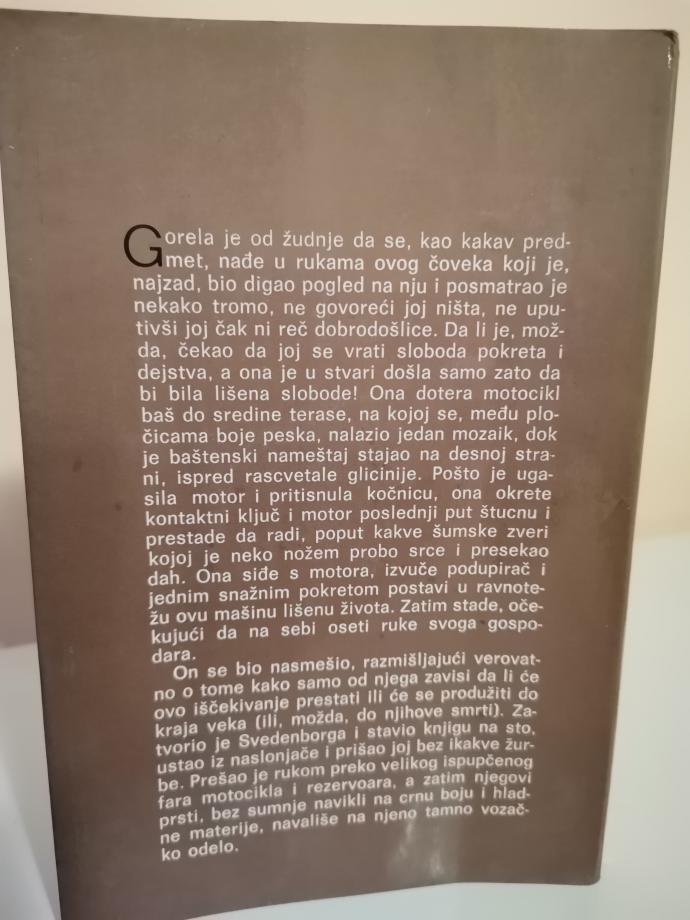 Gorela je od žudnje da se, kao kakav pred-
met, nađe u rukama ovog čoveka koji je,
najzad, bio digao pogled na nju i posmatrao je
nekako tromo, ne govoreći joj ništa, ne upu-
tivši joj čak ni reč dobrodošlice. Da li je, mož-
da, čekao da joj se vrati sloboda pokreta i
dejstva, a ona je u stvari došla samo zato da
bi bila lišena slobode! Ona dotera motocikl
baš do sredine terase, na kojoj se, među plo-
čicama boje peska, nalazio jedan mozaik, dok
je baštenski nameštaj stajao na desnoj stra-
ni, ispred rascvetale glicinije. Pošto je uga-
sila motor i pritisnula kočnicu, ona okrete
kontaktni ključ i motor poslednji put štucnu i
prestade da radi, poput kakve šumske zveri
kojoj je neko nožem probo srce i presekao
dah. Ona siđe s motora, izvuče podupirač i
jednim snažnim pokretom postavi u ravnote-
žu ovu mašinu lišenu života. Zatim stade, oče-
kujući da na sebi oseti ruke svoga gospo-
dara.
On se bio nasmešio, razmišljajući verovat-
no o tome kako samo od njega zavisi da li će
ovo iščekivanje prestati ili će se produžiti do
kraja veka (ili, možda, do njihove smrti). Za-
tvorio je Svedenborga i stavio knjigu na sto,
ustao iz naslonjače i prišao joj bez ikakve žur-
be. Prešao je rukom preko velikog ispupčenog
fara motocikla i rezervoara, a zatim njegovi
prsti, bez sumnje navikli na crnu boju i hlad-
ne materije, navališe na njeno tamno vozač-
ko odelo.